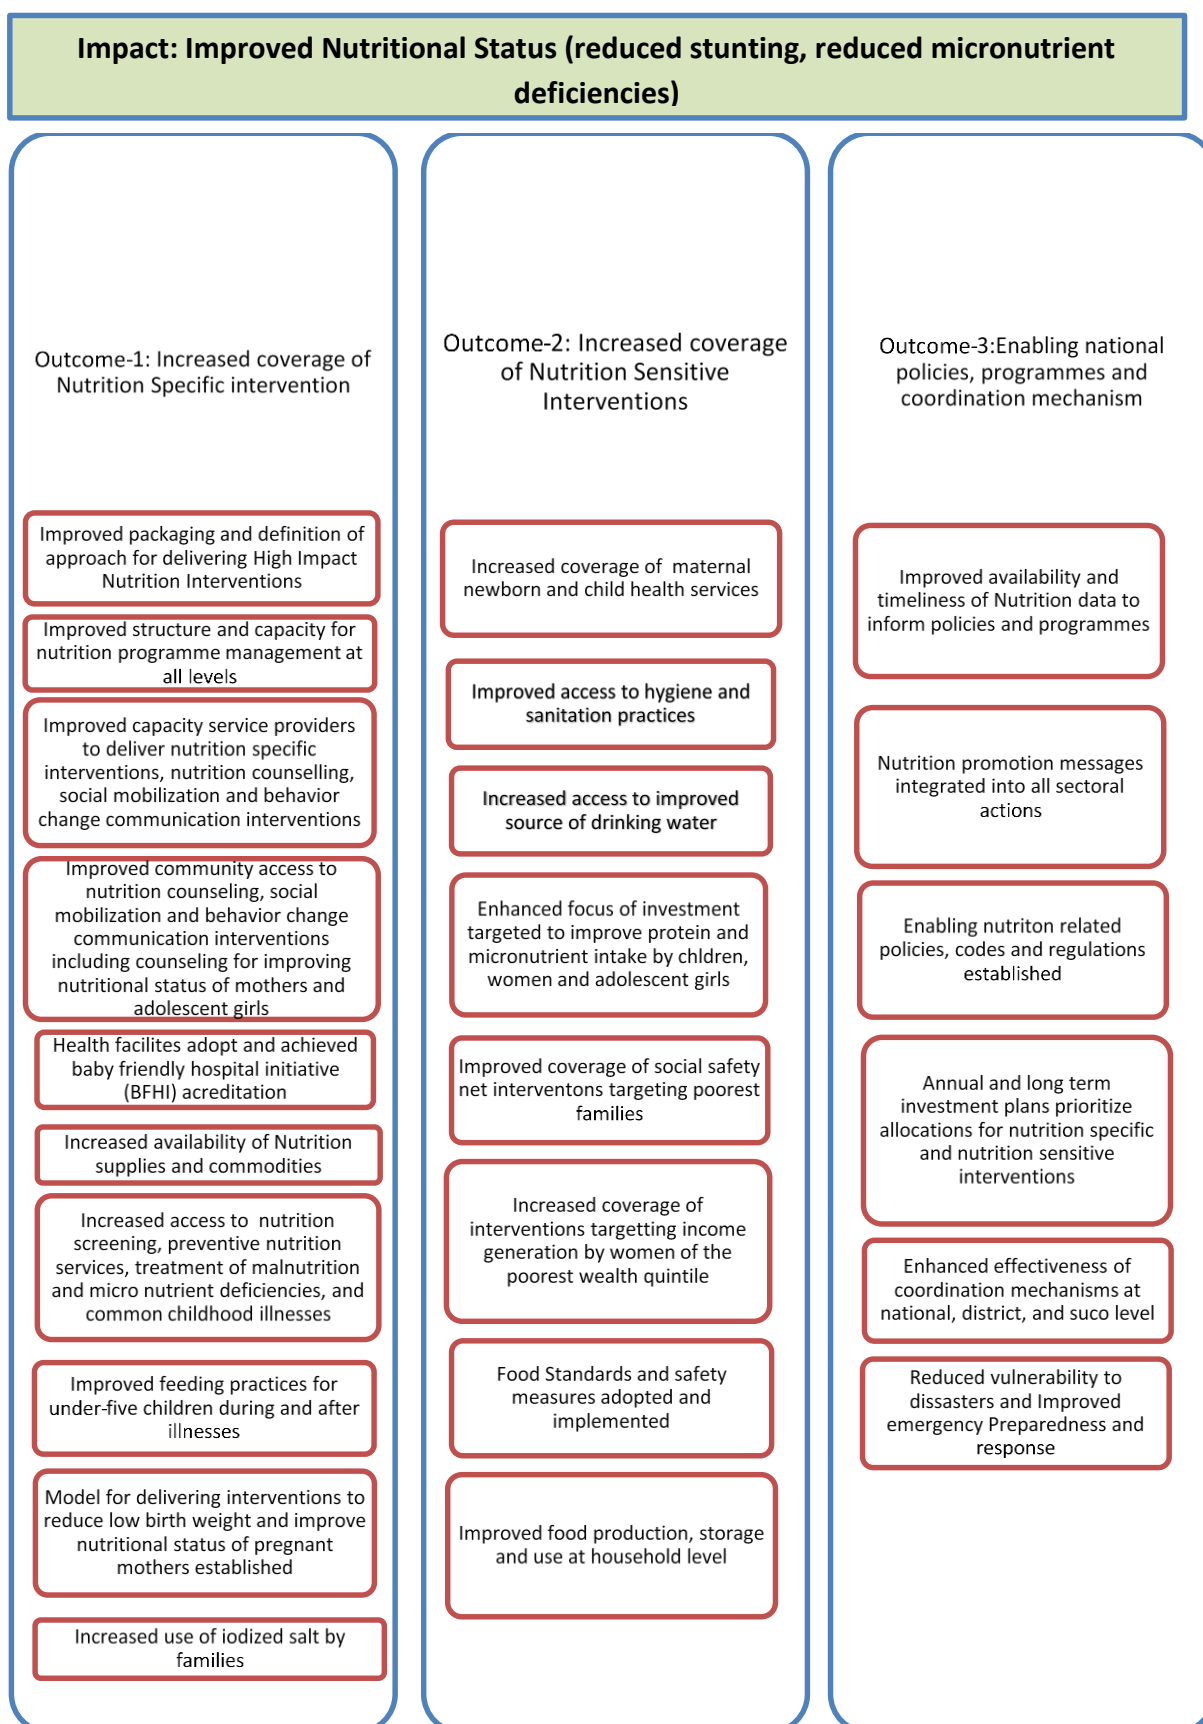 Impact: Improved Nutritional Status (reduced stunting, reduced micronutrient
deficiencies)
Outcome-1: Increased coverage of
Nutrition Specific intervention
Improved packaging and definition of
approach for delivering High Impact
Nutrition Interventions
Improved structure and capacity for
nutrition programme management at
all levels
Improved capacity service providers
to deliver nutrition specific
interventions, nutrition counselling,
social mobilization and behavior
change communication interventions
Improved community access to
nutrition counseling, social
mobilization and behavior change
communication interventions
including counseling for improving
nutritional status of mothers and
adolescent girls
Health facilites adopt and achieved
baby friendly hospital initiative
(BFHI) acreditation
Increased availability of Nutrition
supplies and commodities
Increased access to nutrition
screening, preventive nutrition
services, treatment of malnutrition
and micro nutrient deficiencies, and
common childhood illnesses
Improved feeding practices for
under-five children during and after
illnesses
Model for delivering interventions to
reduce low birth weight and improve
nutritional status of pregnant
mothers established
Increased use of iodized salt by
families
Outcome-2: Increased coverage
of Nutrition Sensitive
Interventions
Increased coverage of maternal
newborn and child health services
Improved access to hygiene and
sanitation practices
Increased access to improved
source of drinking water
Enhanced focus of investment
targeted to improve protein and
micronutrient intake by chldren,
women and adolescent girls
Improved coverage of social safety
net interventons targeting poorest
families
Increased coverage of
interventions targetting income
generation by women of the
poorest wealth quintile
Food Standards and safety
measures adopted and
implemented
Improved food production, storage
and use at household level
Outcome-3:Enabling national
policies, programmes and
coordination mechanism
Improved availability and
timeliness of Nutrition data to
inform policies and programmes
Nutrition promotion messages
integrated into all sectoral
actions
Enabling nutriton related
policies, codes and regulations
established
Annual and long term
investment plans prioritize
allocations for nutrition specific
and nutrition sensitive
interventions
Enhanced effectiveness of
coordination mechanisms at
national, district, and suco level
Reduced vulnerability to
dissasters and Improved
emergency Preparedness and
response